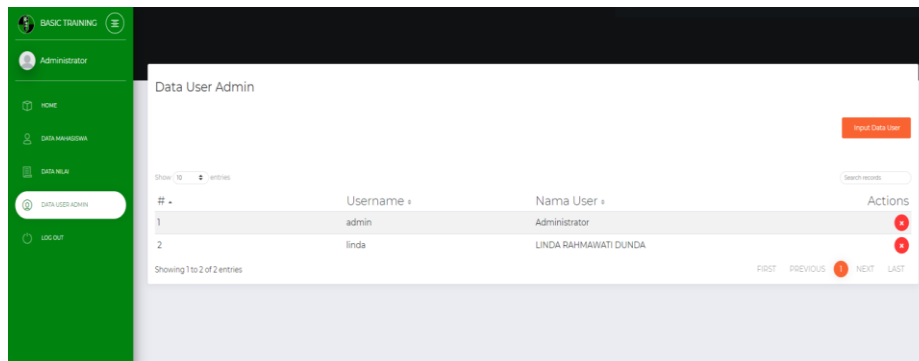 BASIC TRAINING
Administrator
HOME
DATA MAHASISWA
DATA NILAI
DATA USER ADMIN
LOG OUT
Data User Admin
Input Data User
Show 10 entries
Search records
# Username Nama User Actions
1 admin Administrator
2 linda LINDA RAHMAWATI DUNDA
Showing 1 to 2 of 2 entries
FIRST PREVIOUS 1 NEXT LAST